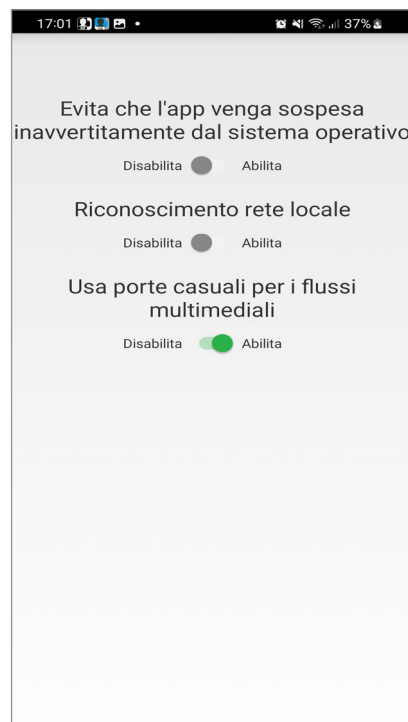 17:01
37%
Evita che l'app venga sospesa
inavvertitamente dal sistema operativo
Disabilita Abilita
Riconoscimento rete locale
Disabilita Abilita
Usa porte casuali per i flussi
multimediali
Disabilita Abilita